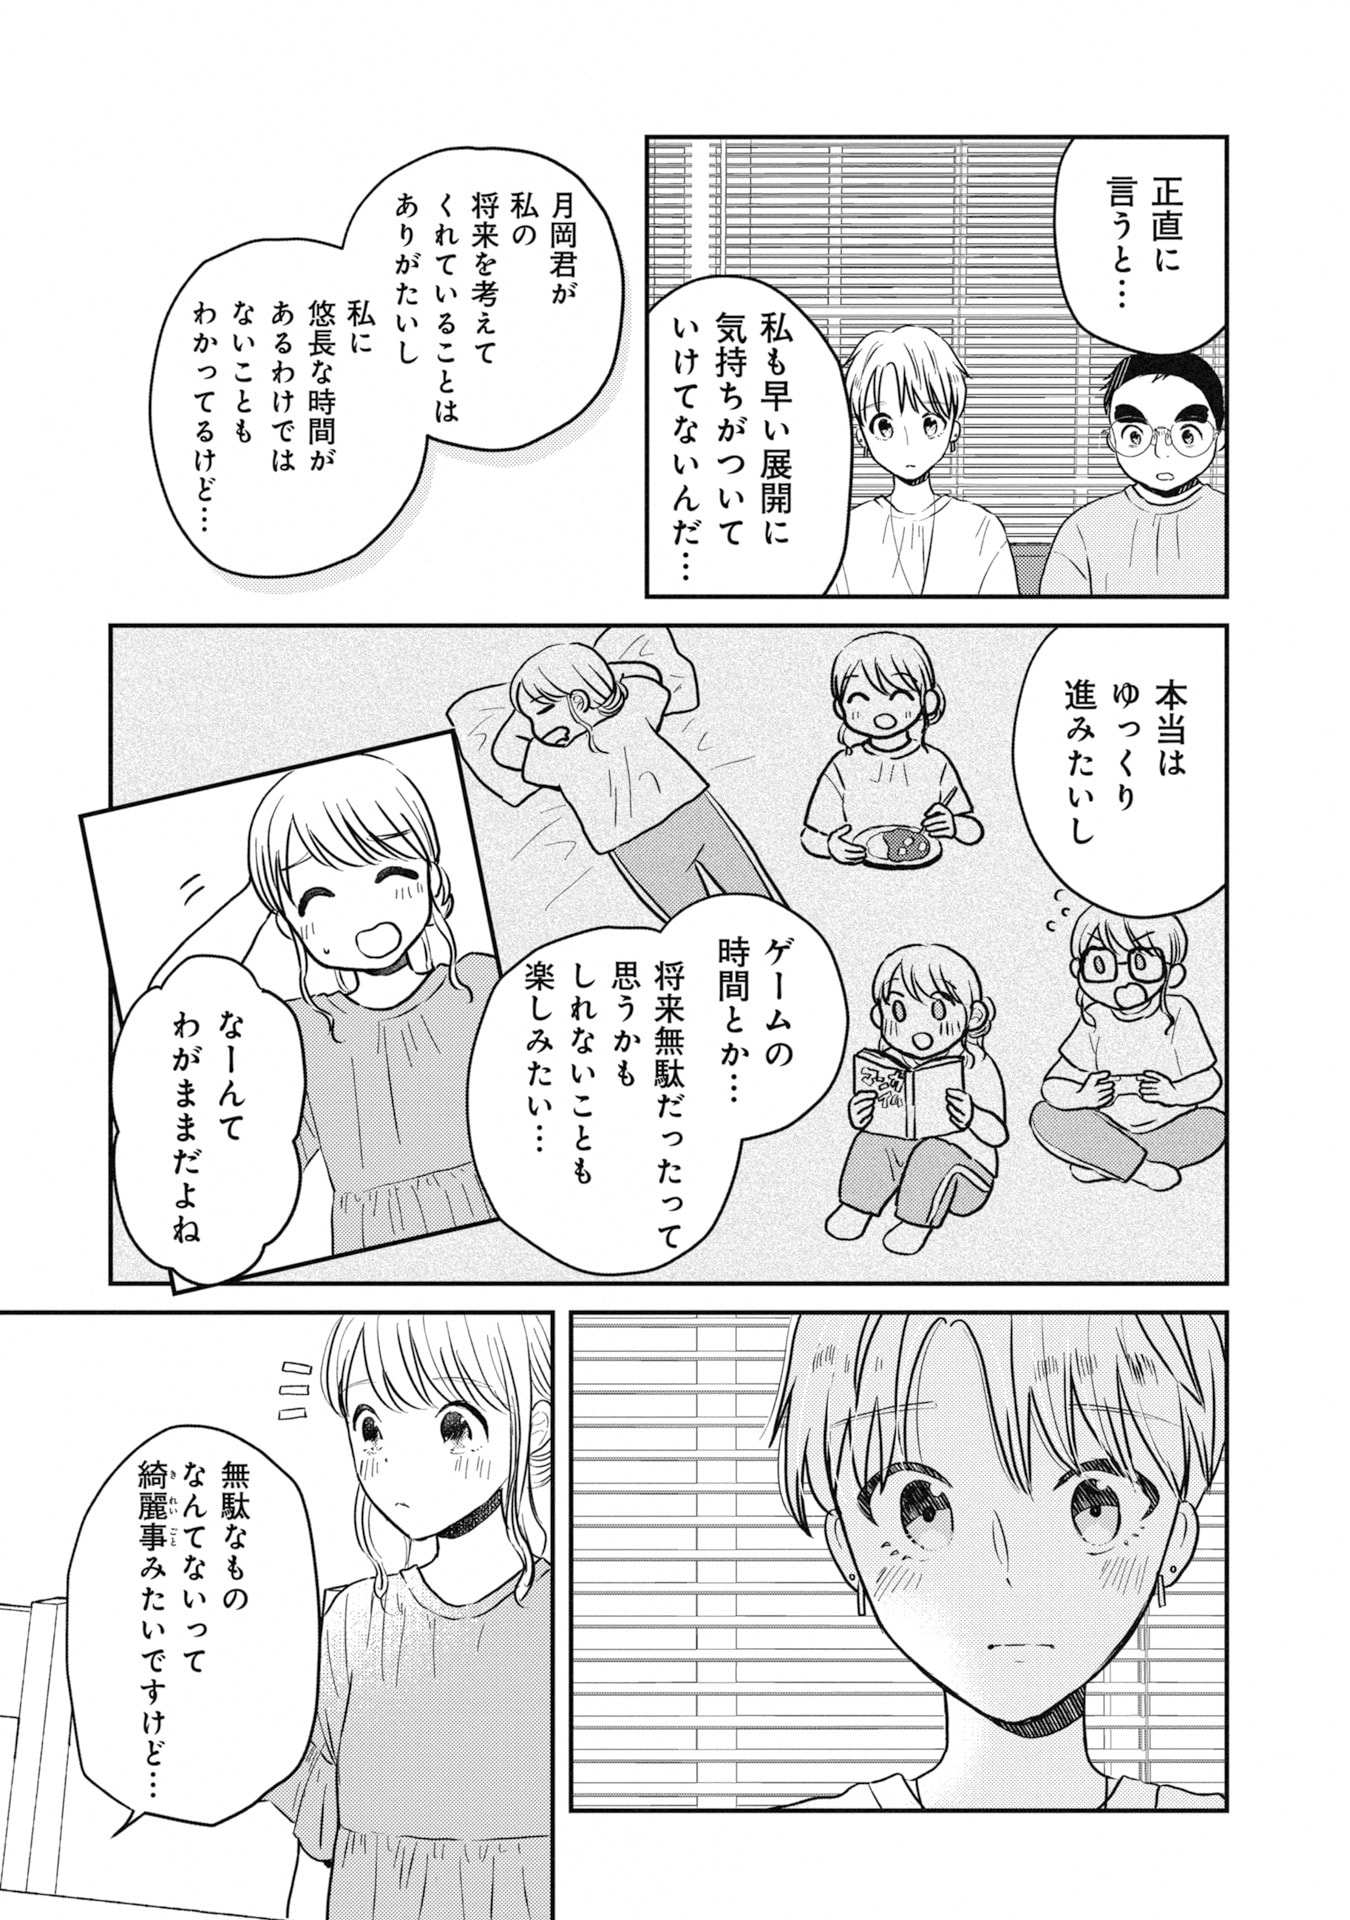 正直に
言うと…
私も早い展開に
気持ちがついて
いけてないんだ…
月岡君が
私の
将来を考えて
くれていることは
ありがたいし
私に
悠長な時間が
あるわけでは
ないことも
わかってるけど…
本当は
ゆっくり
進みたいし
ゲームの
時間とか…
将来無駄だったって
思うかも
しれないことも
楽しみたい…
なーんて
わがままだよね
無駄なもの
なんてないって
綺麗事みたいですけど…
きれいごと